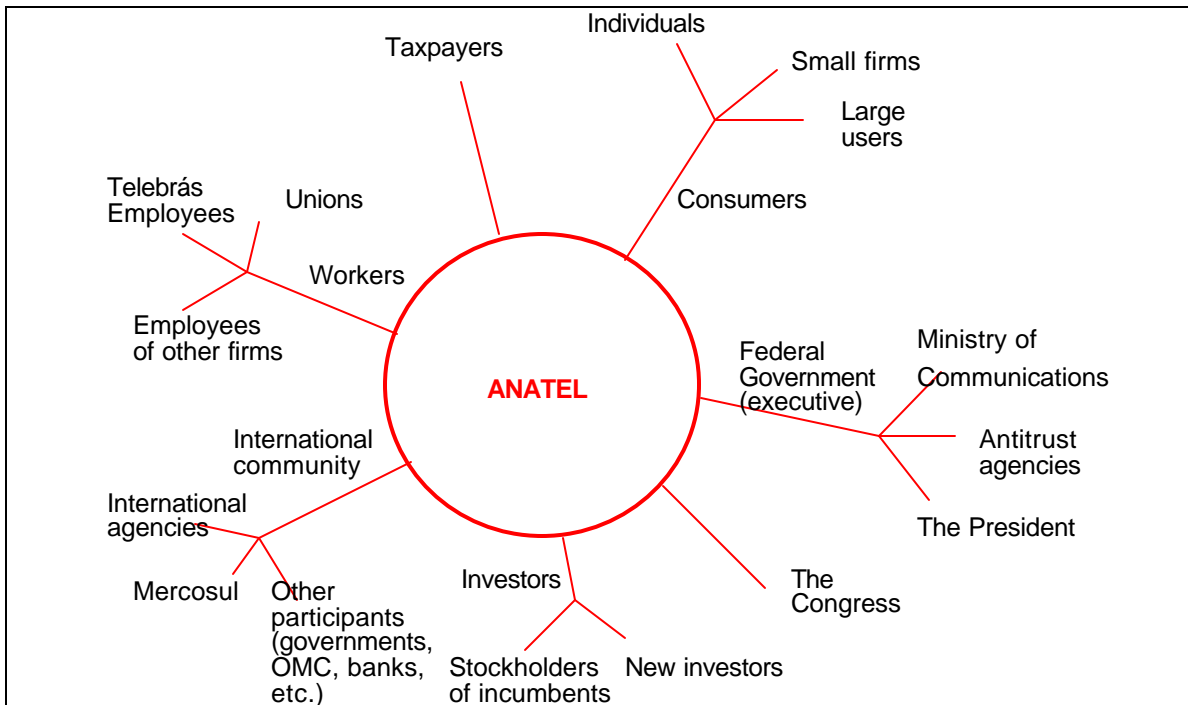 Individuals
Taxpayers
Small firms
Large
users
Consumers
Telebrás
Employees
Unions
Workers
Employees
of other firms
Federal
Government
(executive)
Ministry of
Communications
Antitrust
agencies
The President
ANATEL
International
community
International
agencies
Mercosul
Other
participants
(governments,
OMC, banks,
etc.)
Investors
Stockholders
of incumbents
New investors
The
Congress